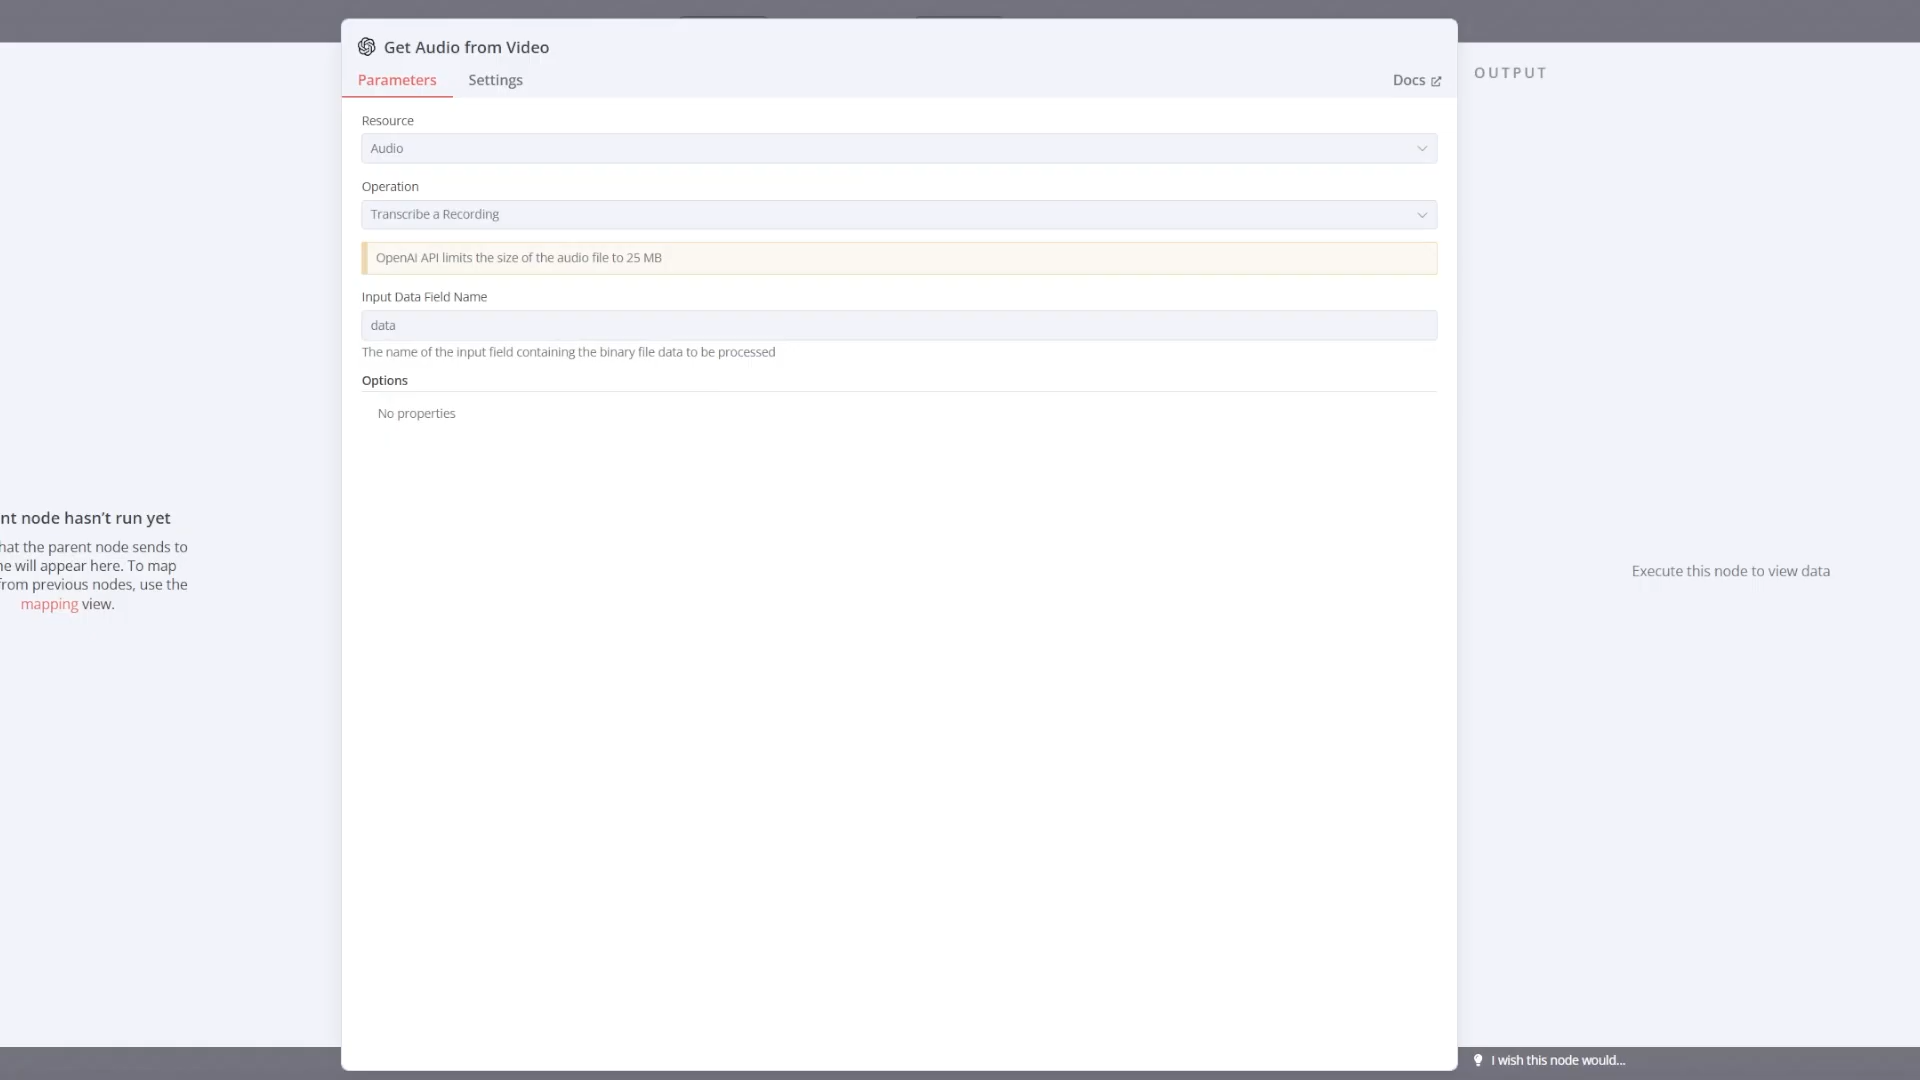 Get Audio from Video
Parameters
Settings
Docs
OUTPUT
Resource
Audio
Operation
Transcribe a Recording
OpenAI API limits the size of the audio file to 25 MB
Input Data Field Name
data
The name of the input field containing the binary file data to be processed
Options
No properties
nt node hasn't run yet
hat the parent node sends to
e will appear here. To map
from previous nodes, use the
mapping view.
Execute this node to view data
I wish this node would...